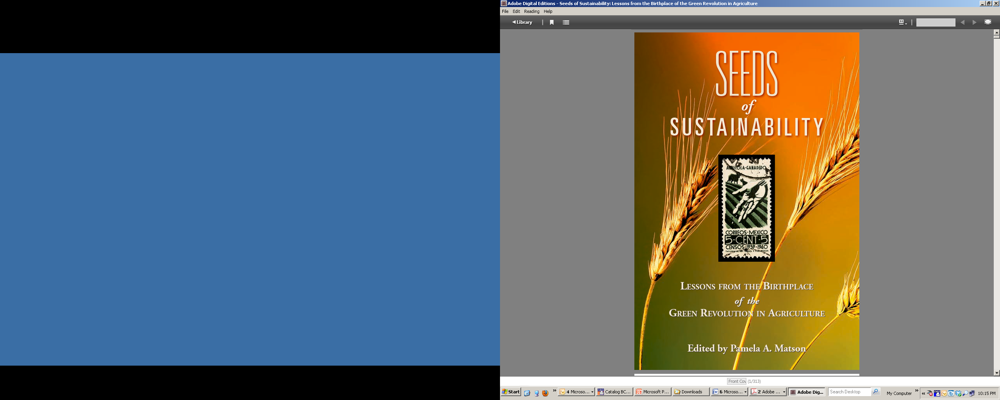 Adobe Digital Editions - Seeds of Sustainability: Lessons from the Birthplace of the Green Revolution in Agriculture
File Edit Reading Help
Library
SEEDS
of
SUSTAINABILITY
AGRICOLA-GANADERO
CORREOS·MEXICO
5-CENT-5
CENSOS·1939·1940
LESSONS FROM THE BIRTHPLACE
of the
GREEN REVOLUTION IN AGRICULTURE
Edited by Pamela A. Matson
Front Cov (1/313)
Start » 4 Microso... neo Catalog BC... Microsoft P... Downloads 6 Microso... 2 Adobe ... Adobe Dig... Search Desktop My Computer » « neo 10:15 PM